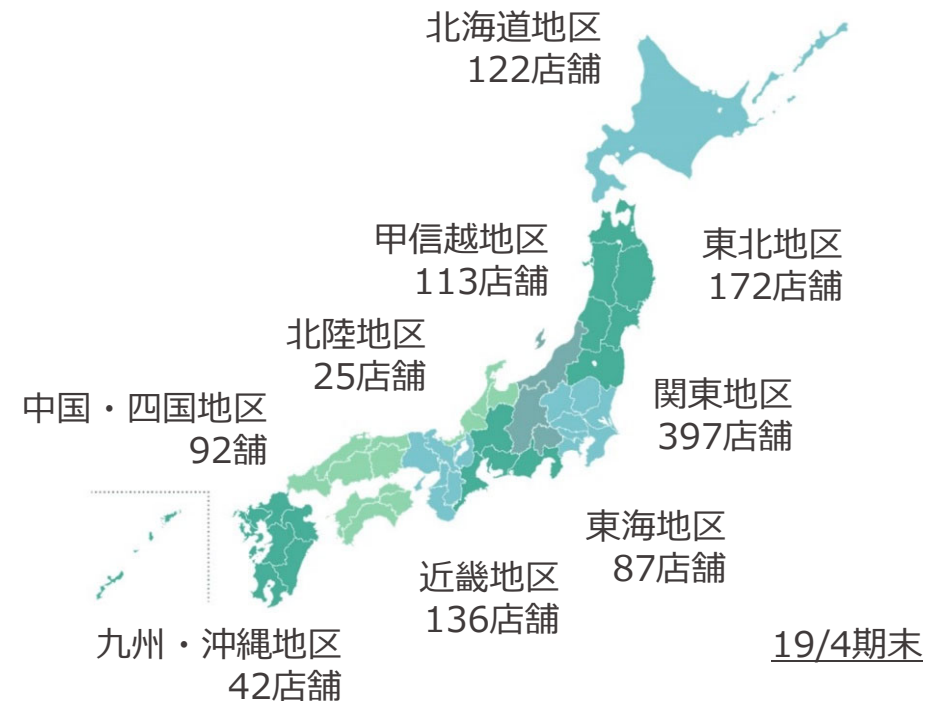 北海道地区
122店舗
甲信越地区
113店舗
東北地区
172店舗
北陸地区
25店舗
中国・四国地区
92舗
関東地区
397店舗
東海地区
87店舗
近畿地区
136店舗
九州・沖縄地区
42店舗
19/4期末